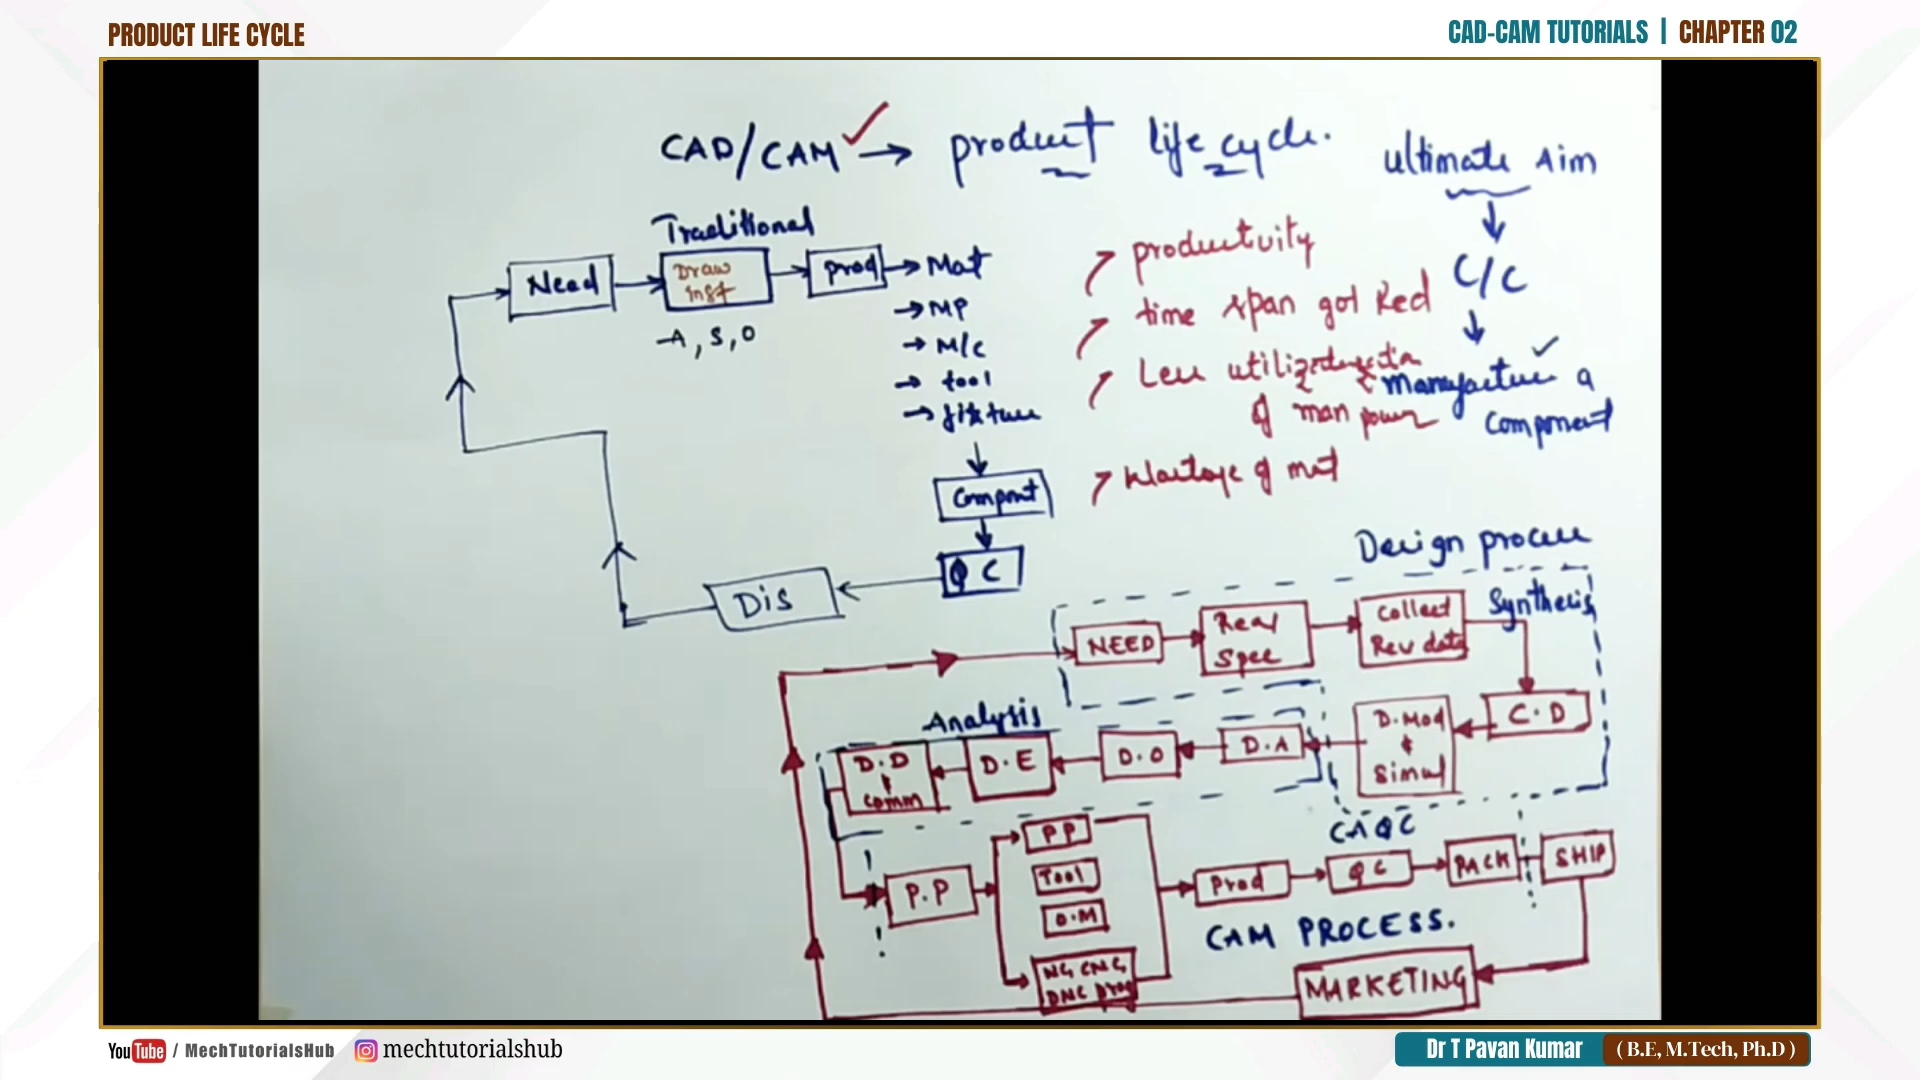 PRODUCT LIFE CYCLE
CAD-CAM TUTORIALS | CHAPTER 02
CAD/CAM → product life cycle.
ultimate Aim
C/C
manufacture a
component
Traditional
Need
Draw
inst
prod
→ Mat
→ MP
→ M/c
→ tool
→ fixture
A, S, O
Compnt
QC
Dis
productivity
time span got Red
Less utilization
of man power
Wastage of mat
Design process
Synthesis
NEED
Req
Spec
Collect
Rev data
C.D
D.Mod
&
Simul
Analysis
D.A
D.O
D.E
D.D
&
comm
P.P
PP
Tool
O.M
NC, CNC,
DNC prog
Prod
CAQC
QC
PACK
SHIP
CAM PROCESS.
MARKETING
YouTube / MechTutorialsHub
mechtutorialshub
Dr T Pavan Kumar
( B.E, M.Tech, Ph.D )